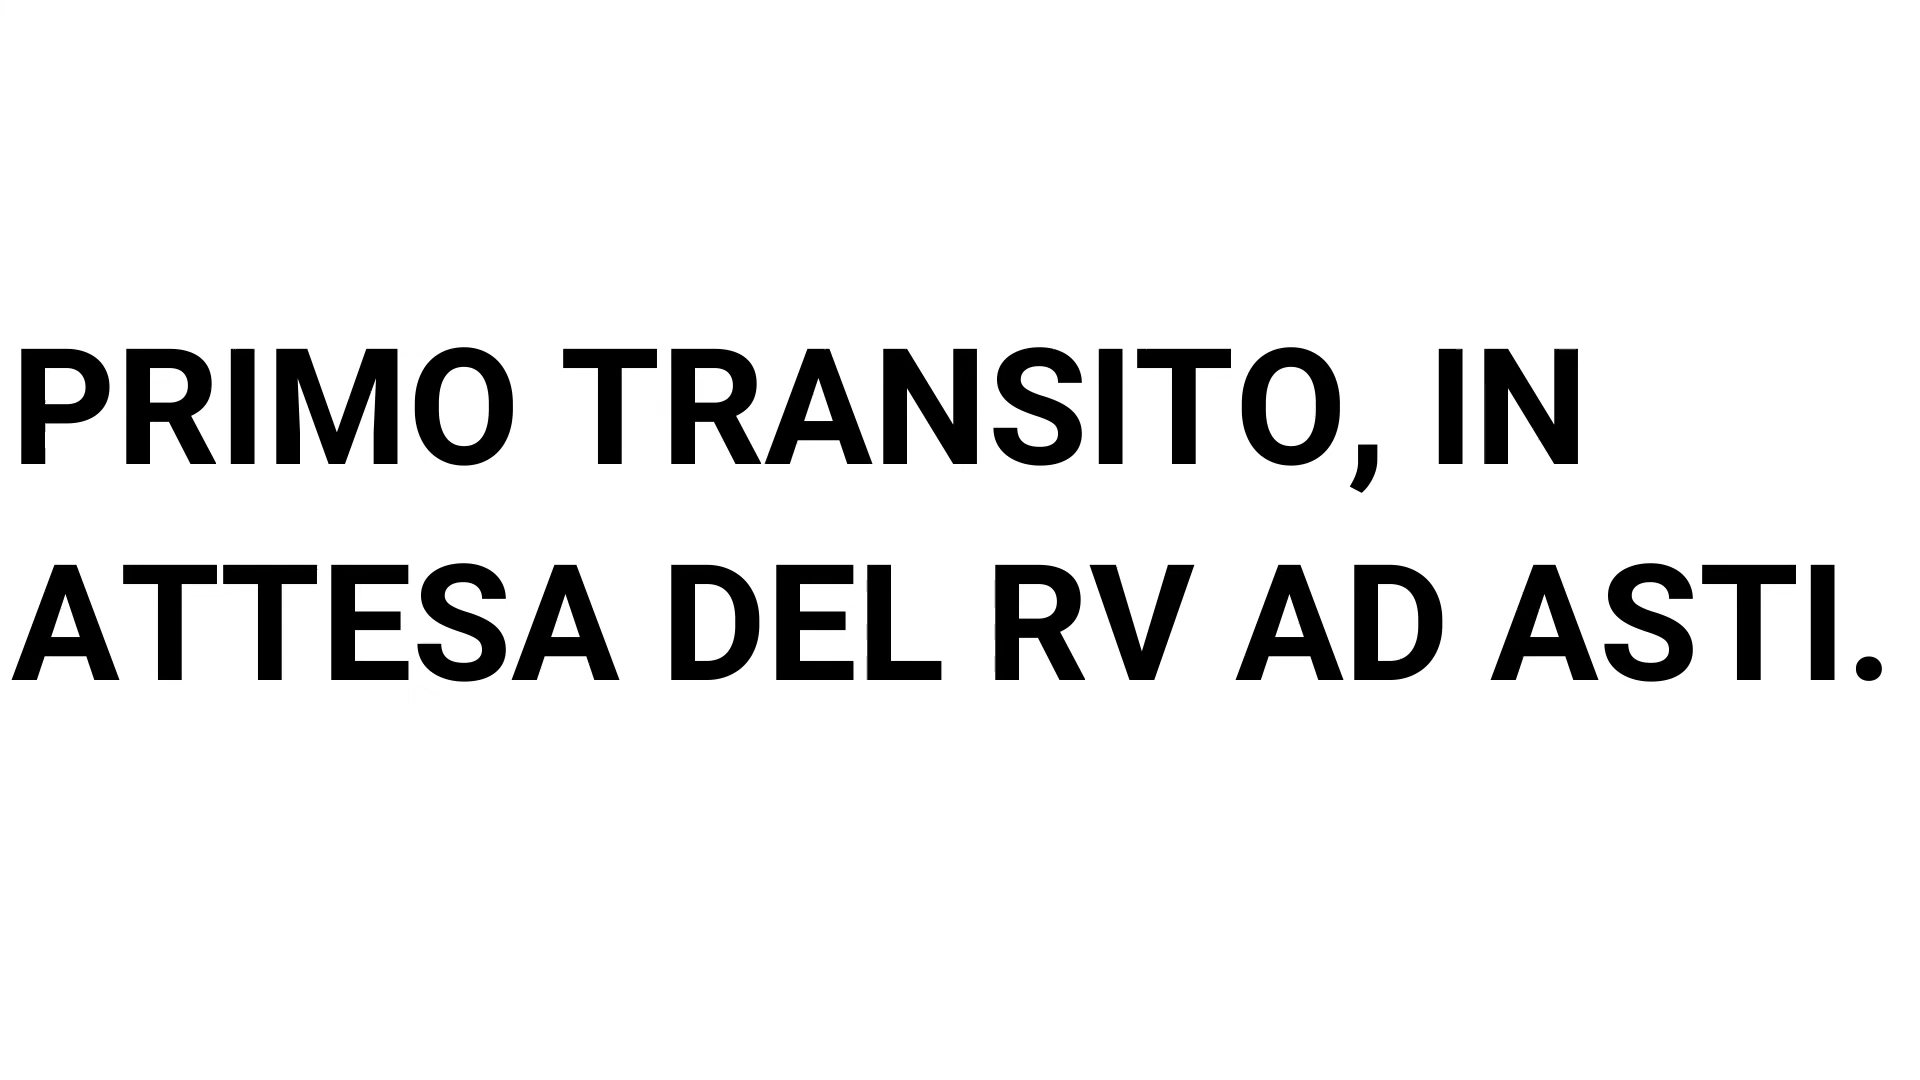 PRIMO TRANSITO, IN
ATTESA DEL RV AD ASTI.